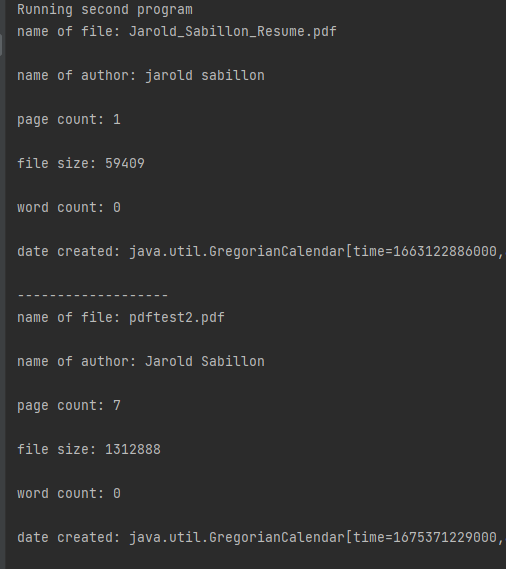 Running second program
name of file: Jarold_Sabillon_Resume.pdf
name of author: jarold sabillon
page count: 1
file size: 59409
word count: 0
date created: java.util.GregorianCalendar[time=1663122886000,
-------------------
name of file: pdftest2.pdf
name of author: Jarold Sabillon
page count: 7
file size: 1312888
word count: 0
date created: java.util.GregorianCalendar[time=1675371229000,